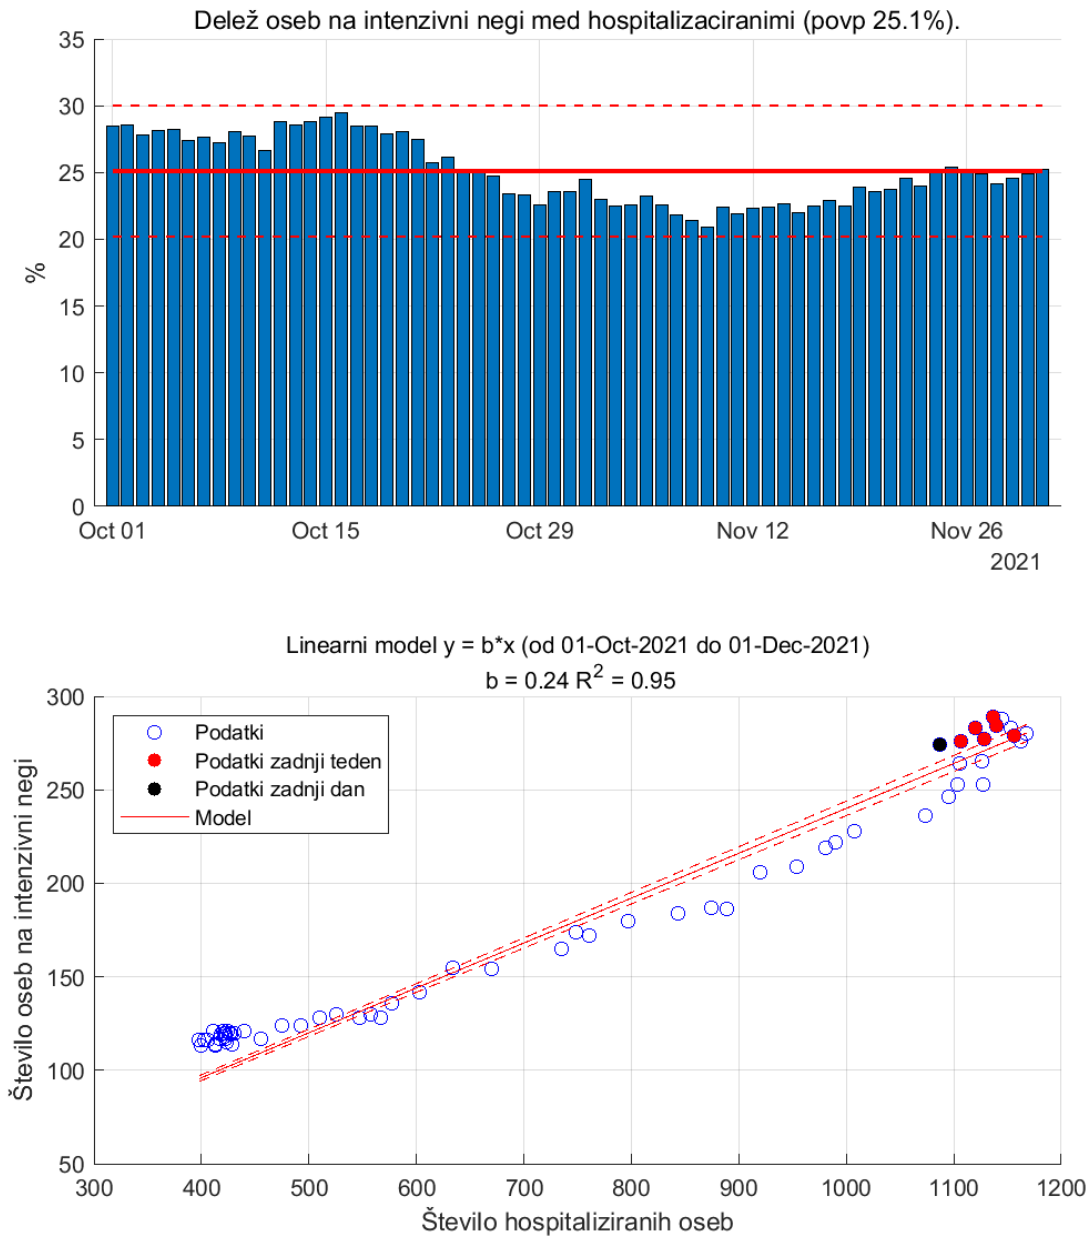 Delež oseb na intenzivni negi med hospitalizaciranimi (povp 25.1%).
35
30
25
20
15
10
5
0
%
Oct 01 Oct 15 Oct 29 Nov 12 Nov 26
2021
Linearni model y = b*x (od 01-Oct-2021 do 01-Dec-2021)
b = 0.24 R² = 0.95
300
250
200
150
100
50
Število oseb na intenzivni negi
Podatki
Podatki zadnji teden
Podatki zadnji dan
Model
300 400 500 600 700 800 900 1000 1100 1200
Število hospitaliziranih oseb